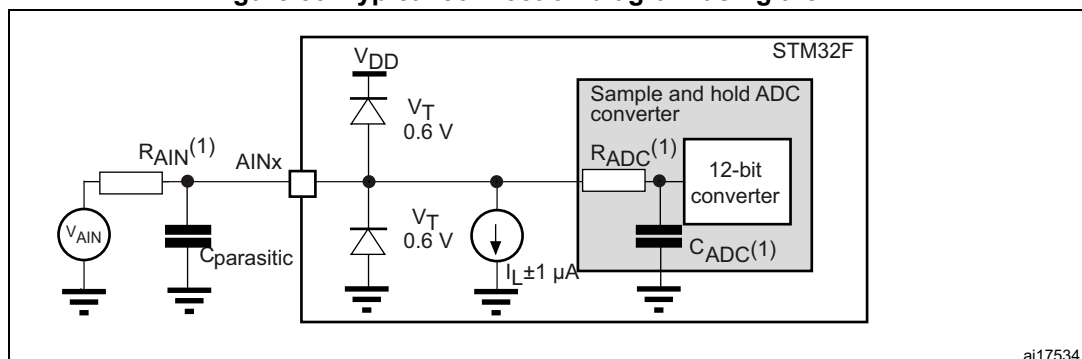 STM32F
VDD
VT
0.6 V
Sample and hold ADC
converter
RAIN(1)
AINx
RADC(1)
12-bit
converter
VAIN
Cparasitic
VT
0.6 V
IL±1 µA
CADC(1)
ai17534